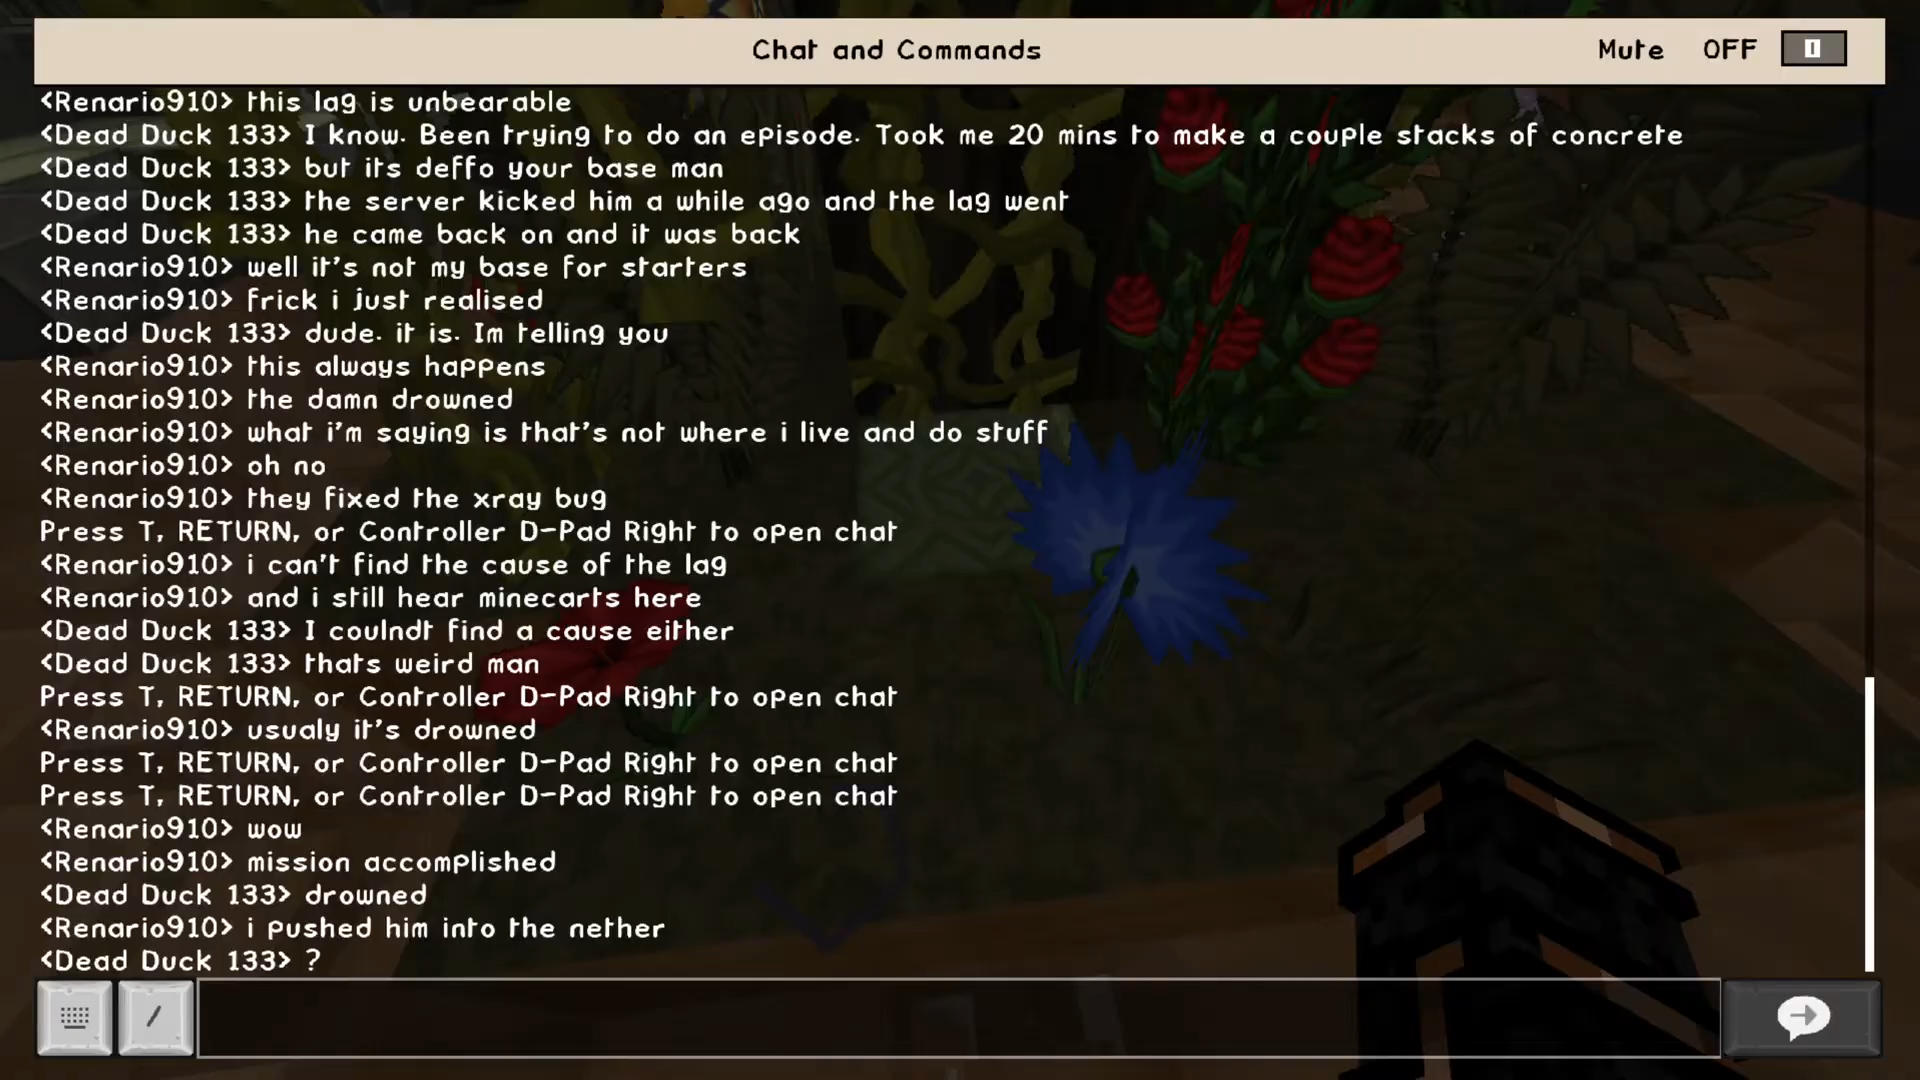 Chat and Commands
Mute OFF
<Renario910> this lag is unbearable
<Dead Duck 133> I know. Been trying to do an episode. Took me 20 mins to make a couple stacks of concrete
<Dead Duck 133> but its deffo your base man
<Dead Duck 133> the server kicked him a while ago and the lag went
<Dead Duck 133> he came back on and it was back
<Renario910> well it's not my base for starters
<Renario910> frick i just realised
<Dead Duck 133> dude. it is. Im telling you
<Renario910> this always happens
<Renario910> the damn drowned
<Renario910> what i'm saying is that's not where i live and do stuff
<Renario910> oh no
<Renario910> they fixed the xray bug
Press T, RETURN, or Controller D-Pad Right to open chat
<Renario910> i can't find the cause of the lag
<Renario910> and i still hear minecarts here
<Dead Duck 133> I coulndt find a cause either
<Dead Duck 133> thats weird man
Press T, RETURN, or Controller D-Pad Right to open chat
<Renario910> usualy it's drowned
Press T, RETURN, or Controller D-Pad Right to open chat
Press T, RETURN, or Controller D-Pad Right to open chat
<Renario910> wow
<Renario910> mission accomplished
<Dead Duck 133> drowned
<Renario910> i pushed him into the nether
<Dead Duck 133> ?
/